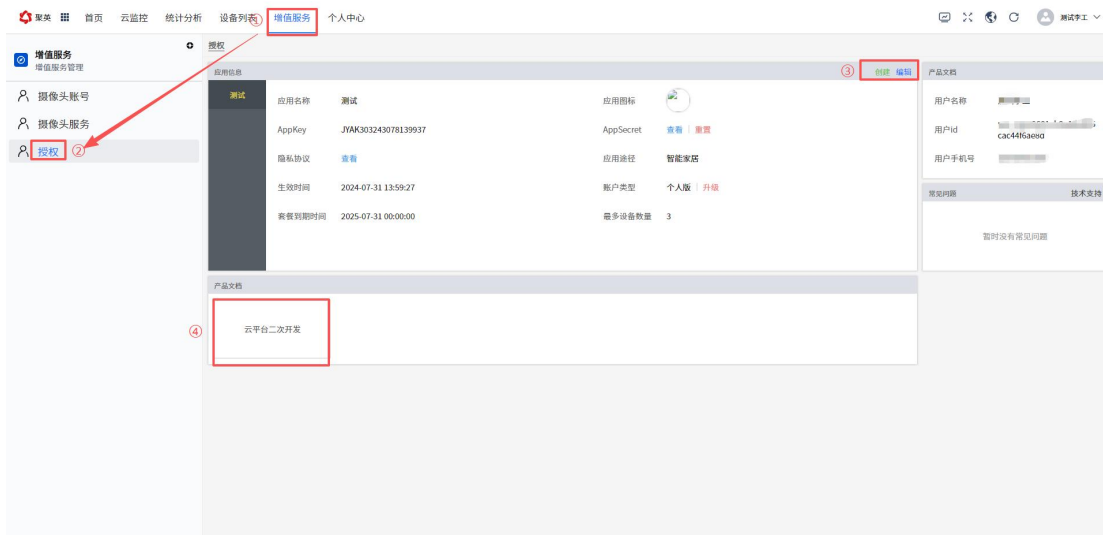 聚英 首页 云监控 统计分析 设备列表 ① 增值服务 个人中心 测试李工
增值服务
增值服务管理
摄像头账号
摄像头服务
授权 ②
授权
应用信息 ③ 创建 编辑
测试
应用名称 测试 应用图标
AppKey JYAK303243078139937 AppSecret 查看 重置
隐私协议 查看 应用途径 智能家居
生效时间 2024-07-31 13:59:27 账户类型 个人版 升级
套餐到期时间 2025-07-31 00:00:00 最多设备数量 3
产品文档
④ 云平台二次开发
产品文档
用户名称
用户id
cac44f6ae8d
用户手机号
常见问题 技术支持
暂时没有常见问题